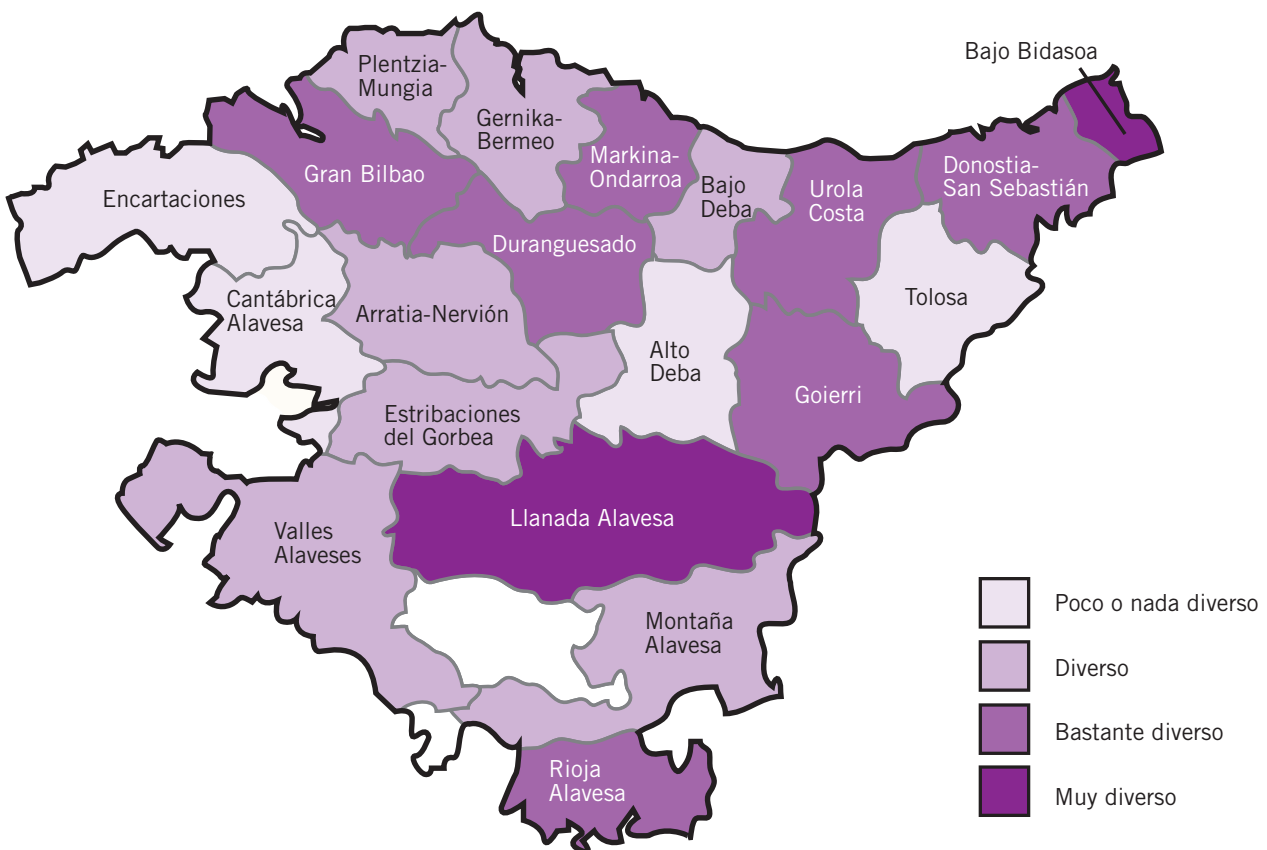 Bajo Bidasoa
Plentzia-
Mungia
Gernika-
Bermeo
Markina-
Ondarroa
Donostia-
San Sebastián
Gran Bilbao
Bajo
Deba
Urola
Costa
Encartaciones
Duranguesado
Cantábrica
Alavesa
Arratia-Nervión
Tolosa
Alto
Deba
Goierri
Estribaciones
del Gorbea
Llanada Alavesa
Valles
Alaveses
Montaña
Alavesa
Rioja
Alavesa
Poco o nada diverso
Diverso
Bastante diverso
Muy diverso